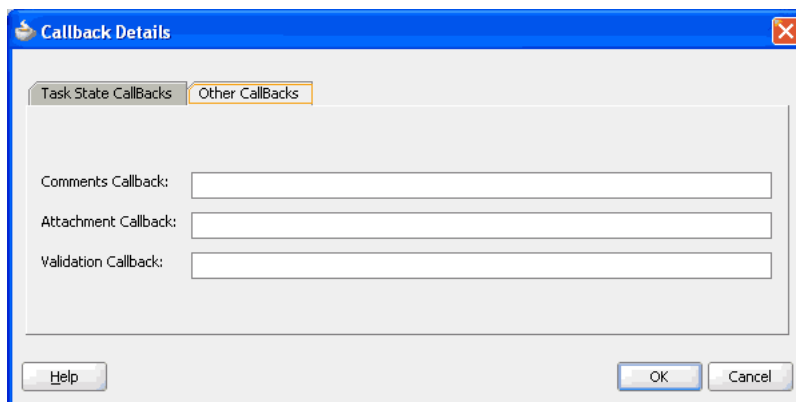 Callback Details
Task State CallBacks Other CallBacks
Comments Callback:
Attachment Callback:
Validation Callback:
Help OK Cancel